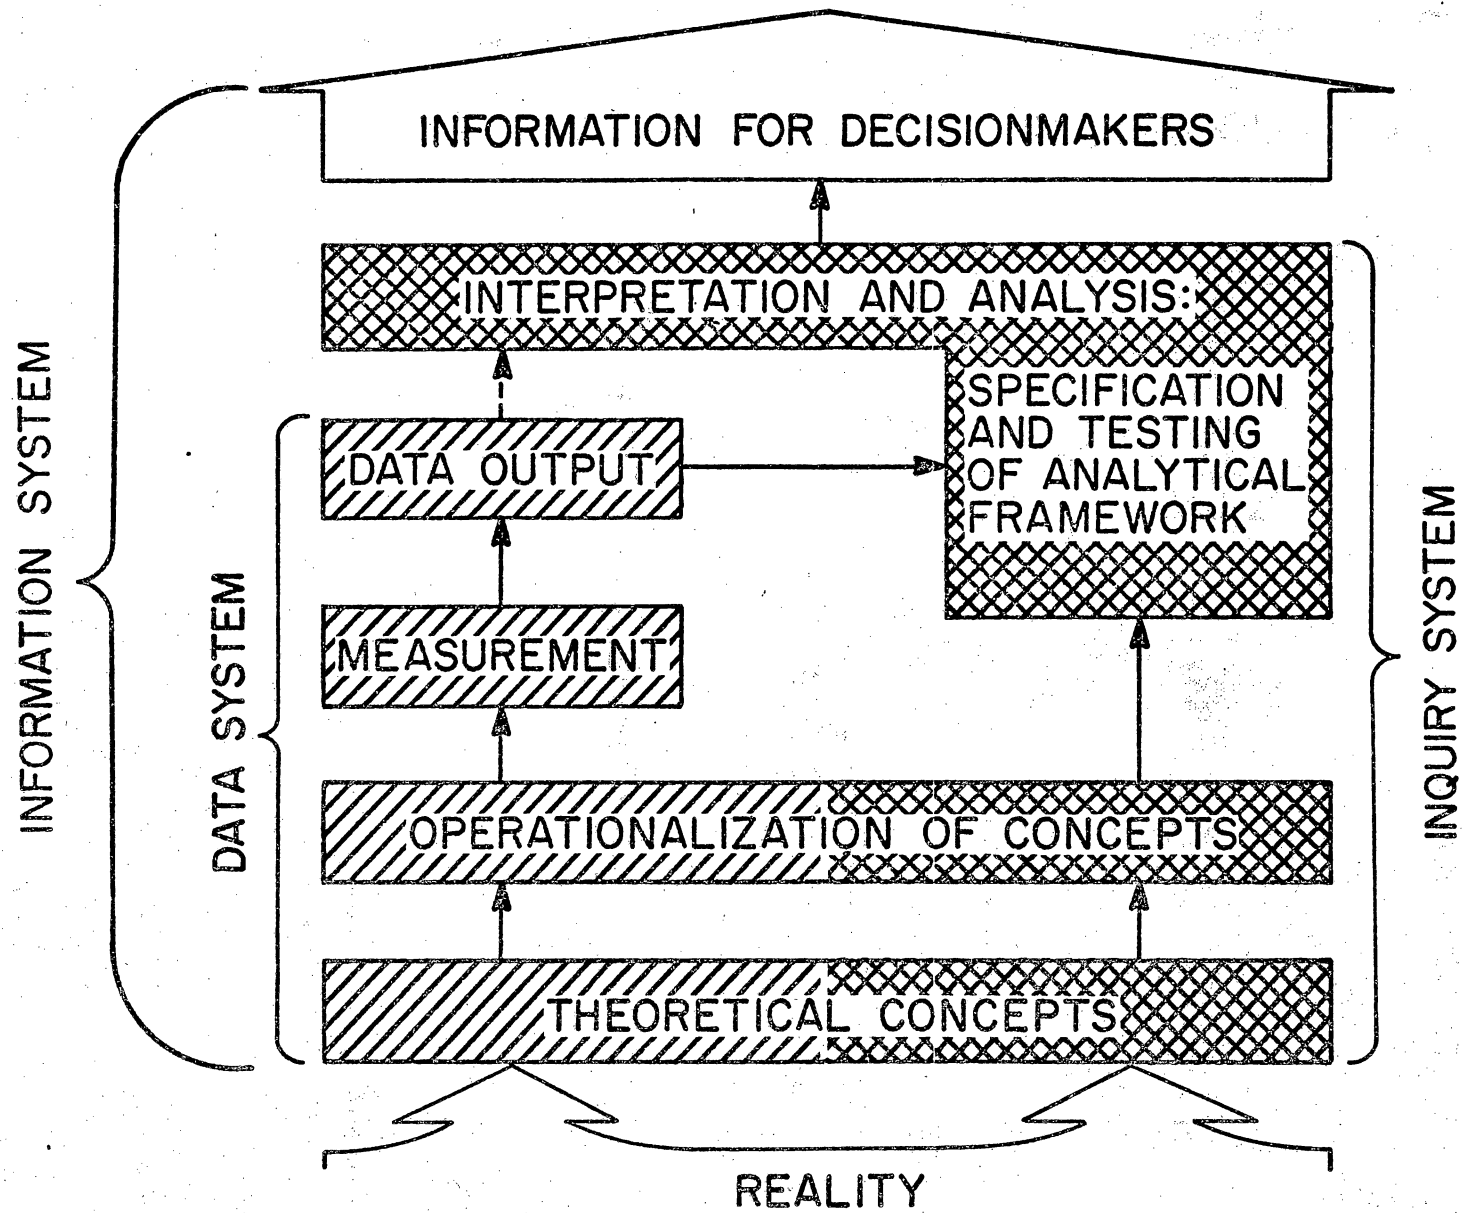 INFORMATION FOR DECISIONMAKERS
INTERPRETATION AND ANALYSIS:
SPECIFICATION
AND TESTING
OF ANALYTICAL
FRAMEWORK
DATA OUTPUT
MEASUREMENT
OPERATIONALIZATION OF CONCEPTS
THEORETICAL CONCEPTS
REALITY
INFORMATION SYSTEM
DATA SYSTEM
INQUIRY SYSTEM